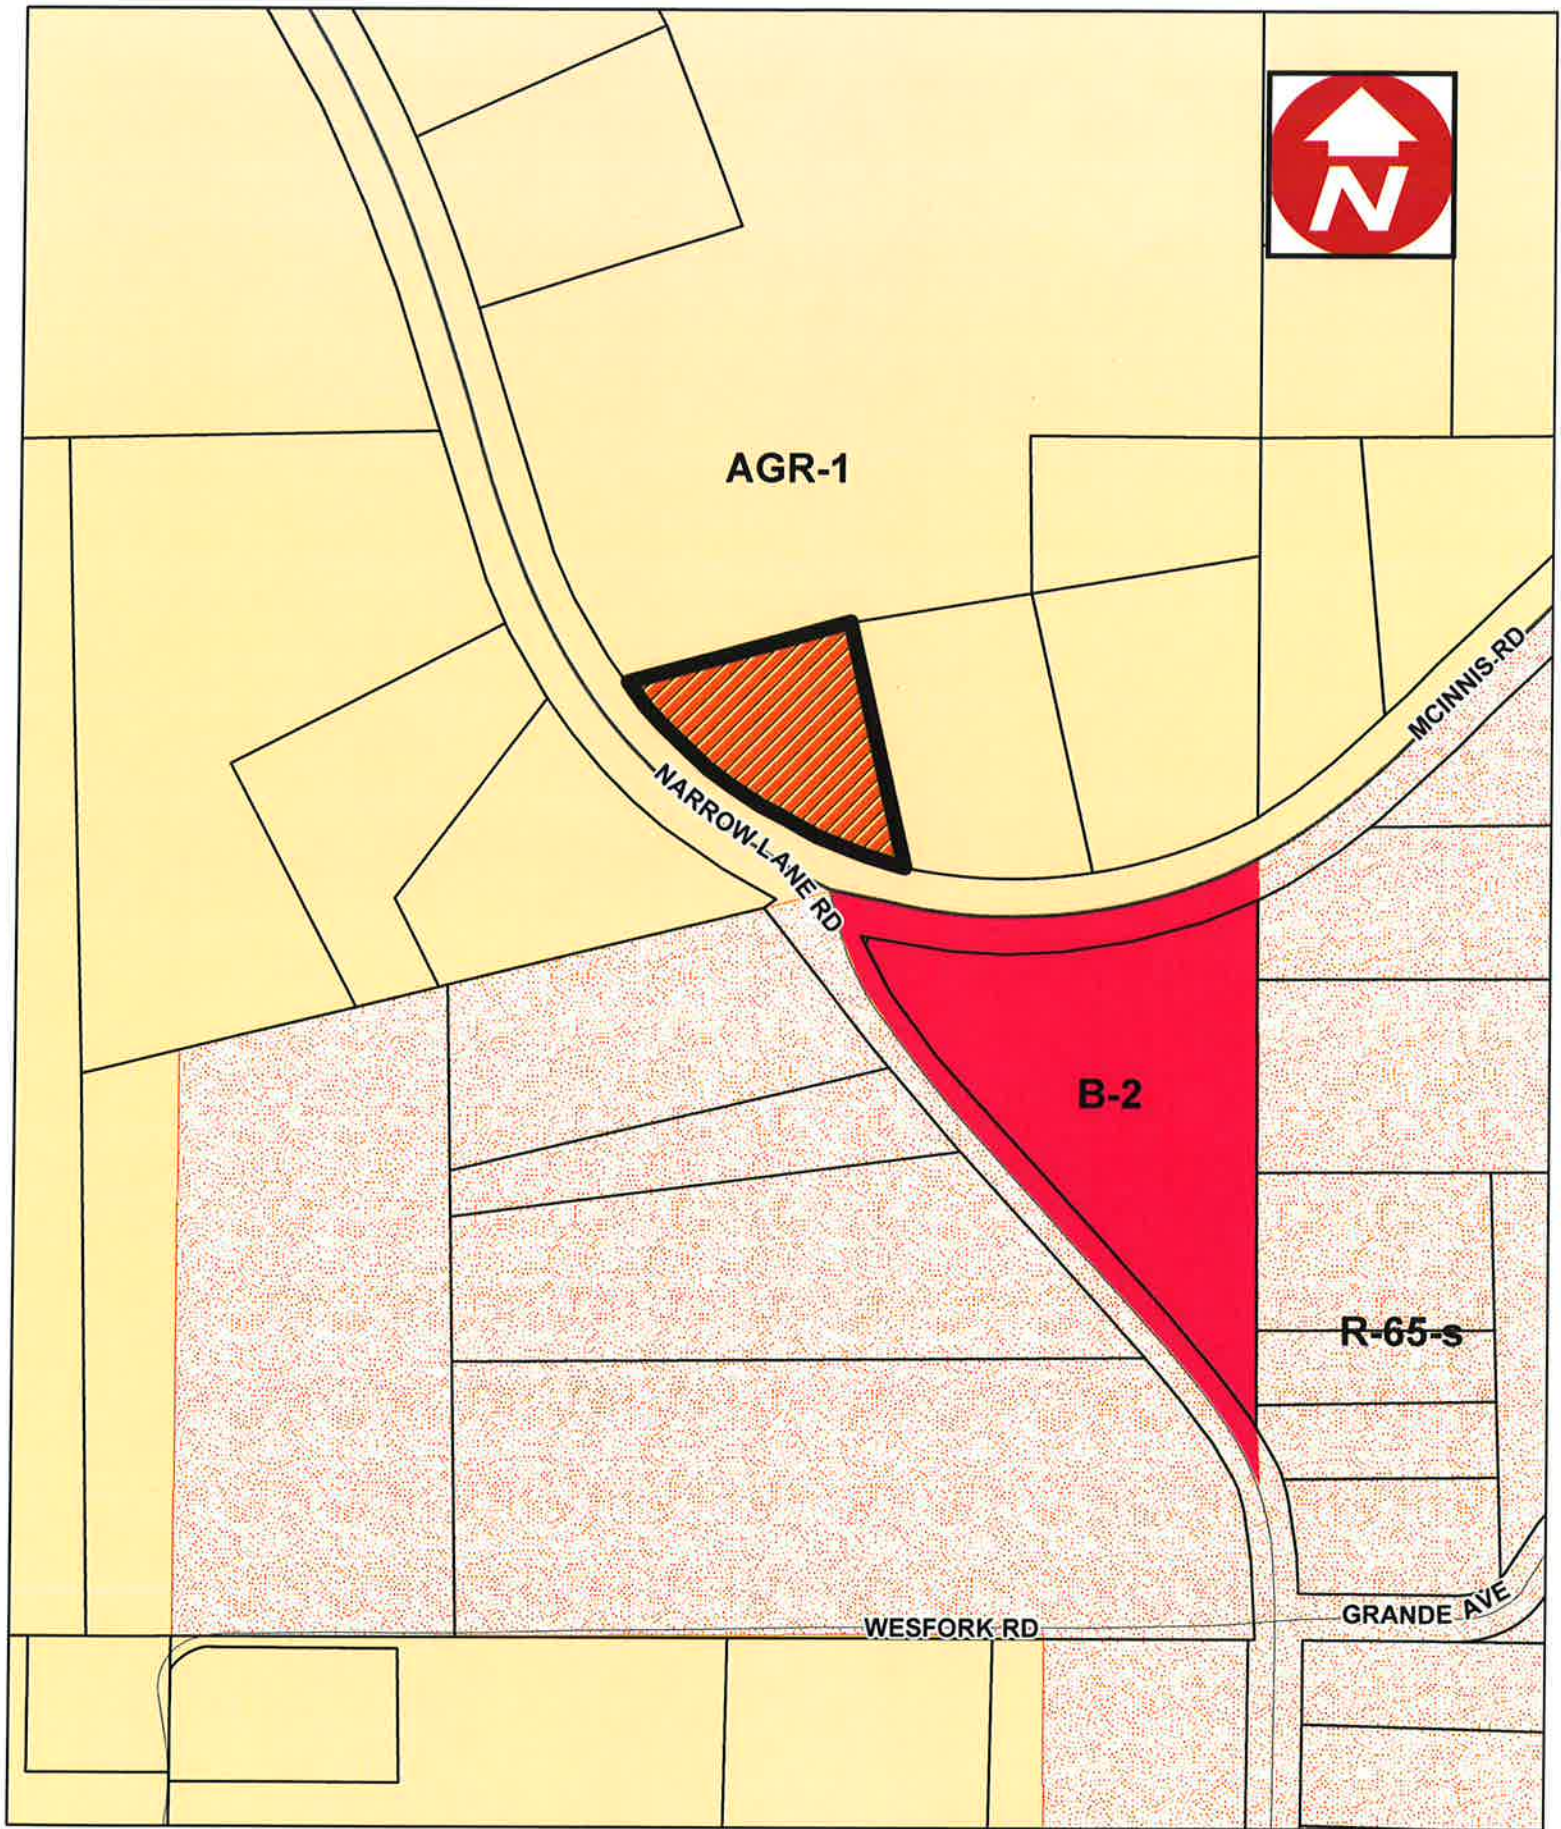 N
AGR-1
MCINNIS RD
NARROW LANE RD
B-2
R-65-s
GRANDE AVE
WESFORK RD